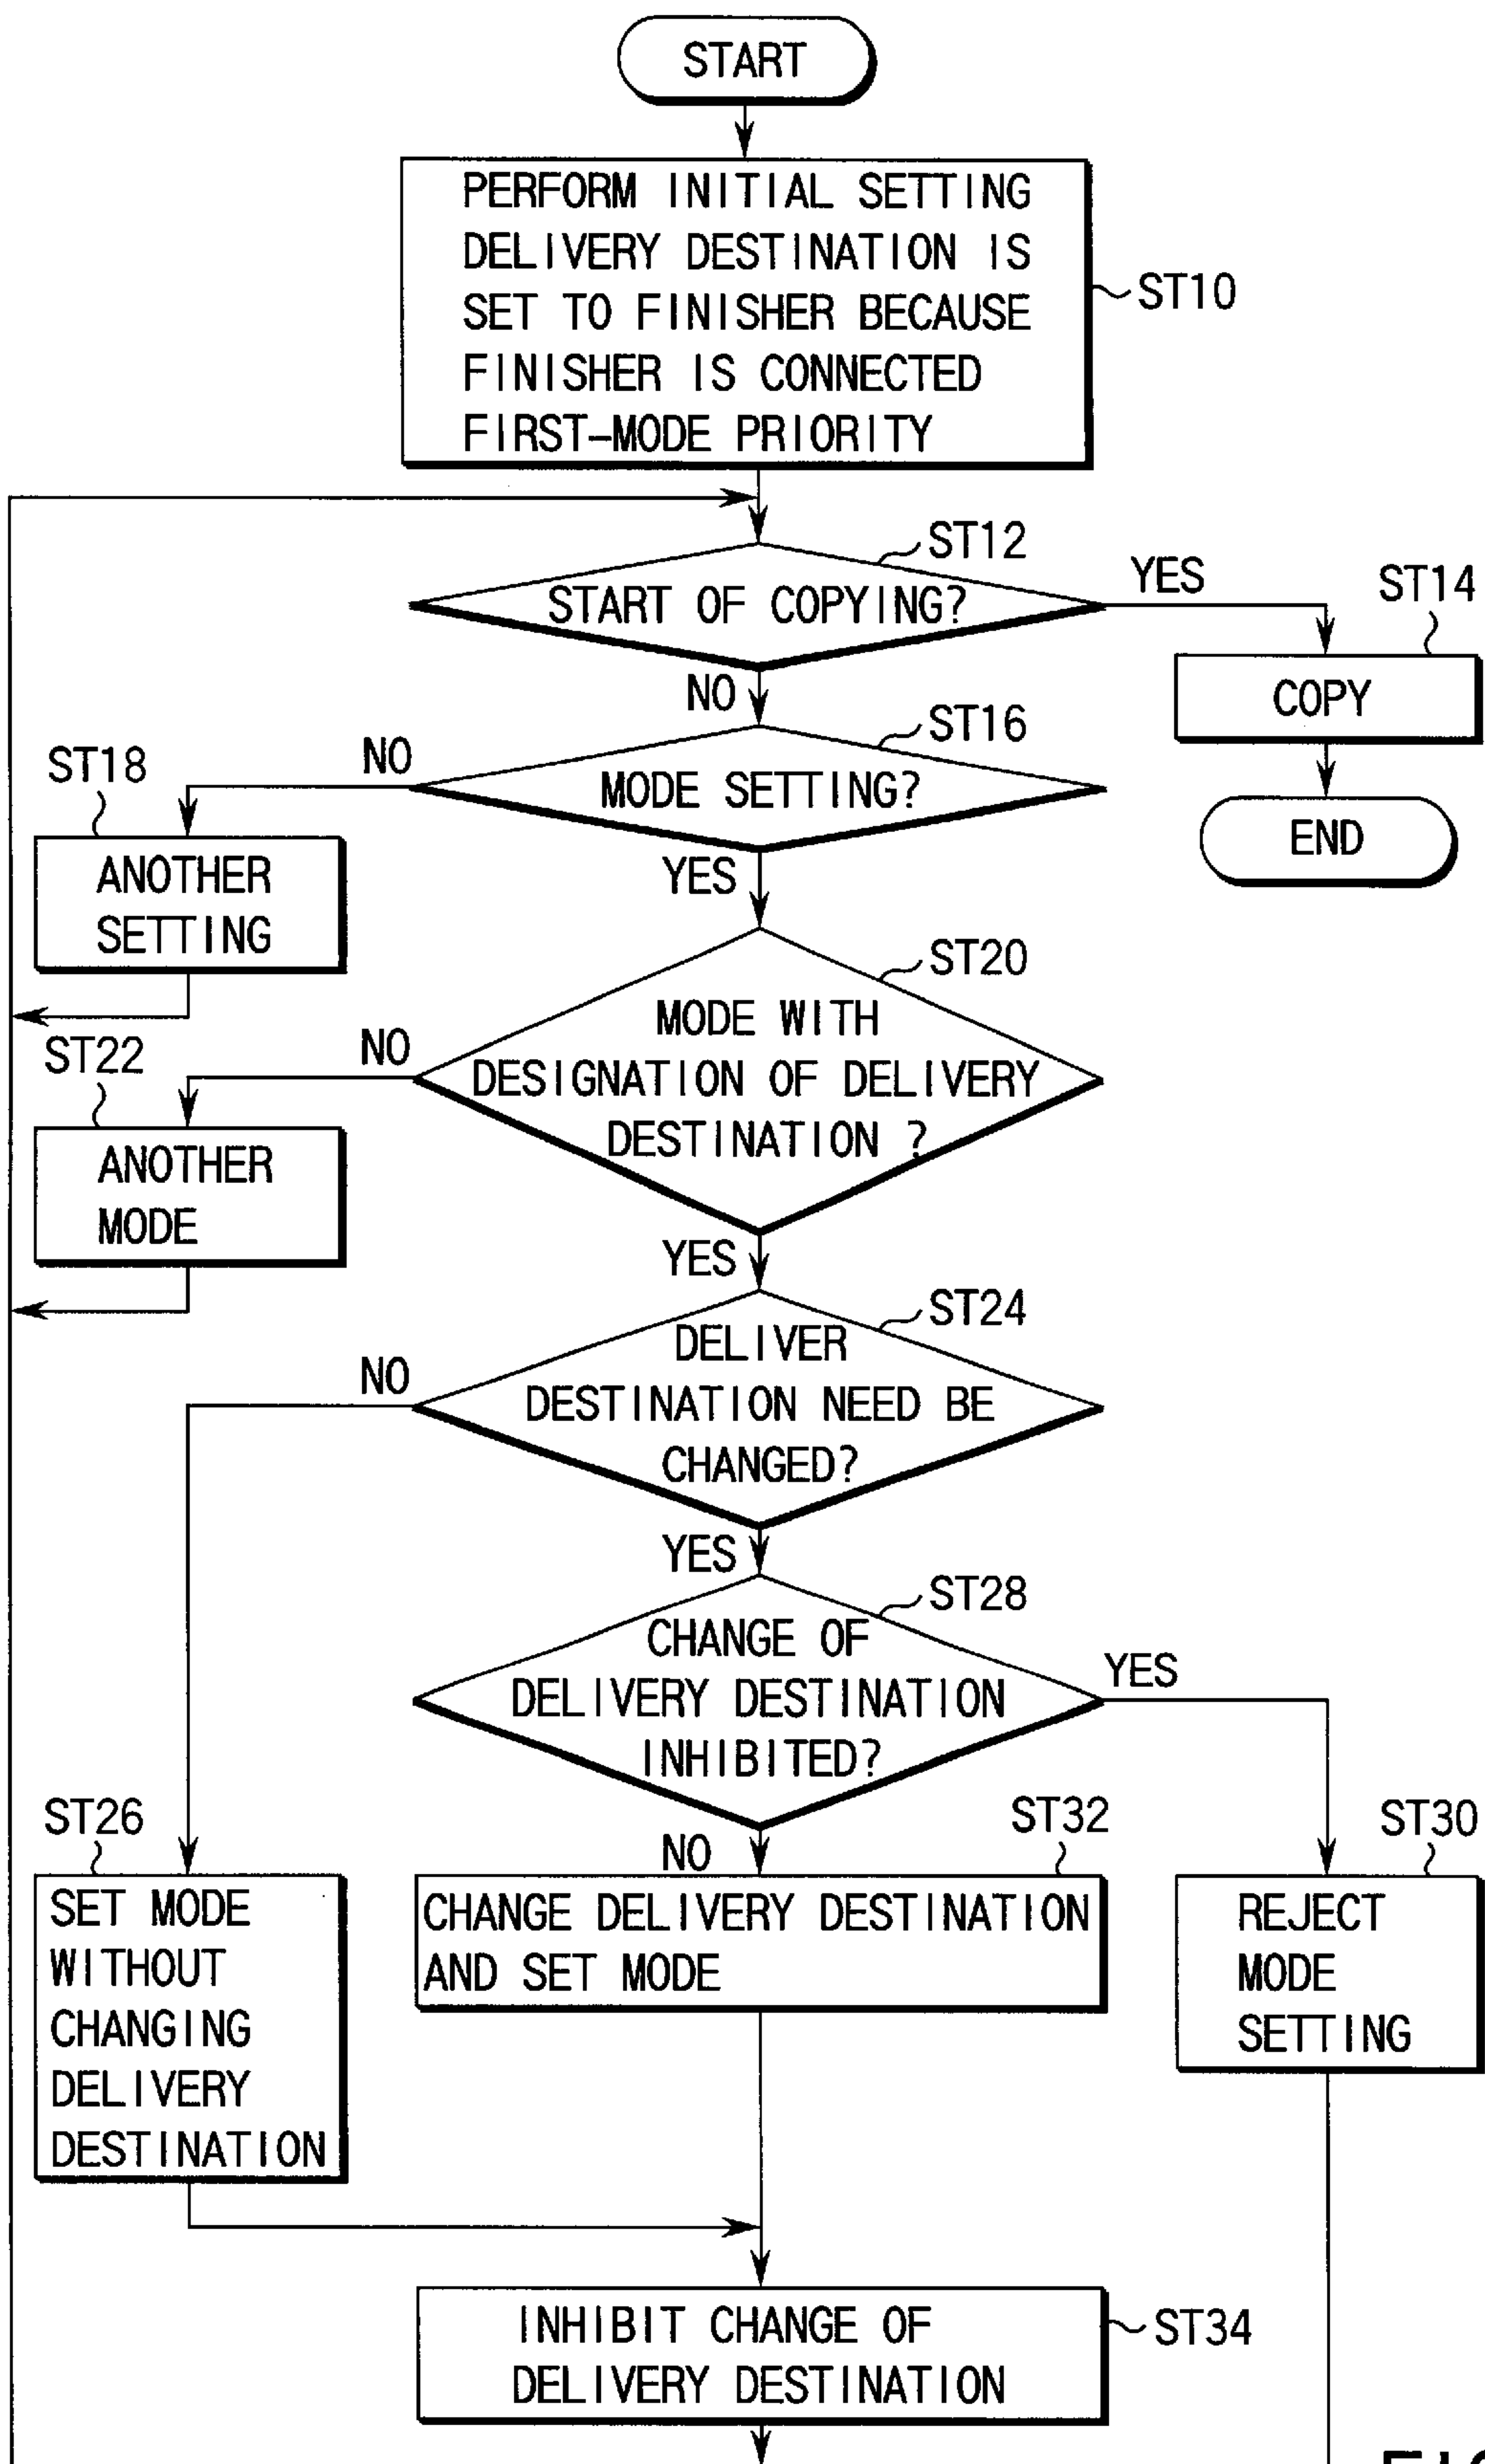 START
PERFORM INITIAL SETTING
DELIVERY DESTINATION IS
SET TO FINISHER BECAUSE
FINISHER IS CONNECTED
FIRST-MODE PRIORITY
ST10
ST12
START OF COPYING?
YES
ST14
COPY
END
NO
ST16
MODE SETTING?
NO
ST18
ANOTHER
SETTING
YES
ST20
MODE WITH
DESIGNATION OF DELIVERY
DESTINATION ?
NO
ST22
ANOTHER
MODE
YES
ST24
DELIVER
DESTINATION NEED BE
CHANGED?
NO
YES
ST28
CHANGE OF
DELIVERY DESTINATION
INHIBITED?
YES
ST26
SET MODE
WITHOUT
CHANGING
DELIVERY
DESTINATION
NO
ST32
CHANGE DELIVERY DESTINATION
AND SET MODE
ST30
REJECT
MODE
SETTING
INHIBIT CHANGE OF
DELIVERY DESTINATION
ST34